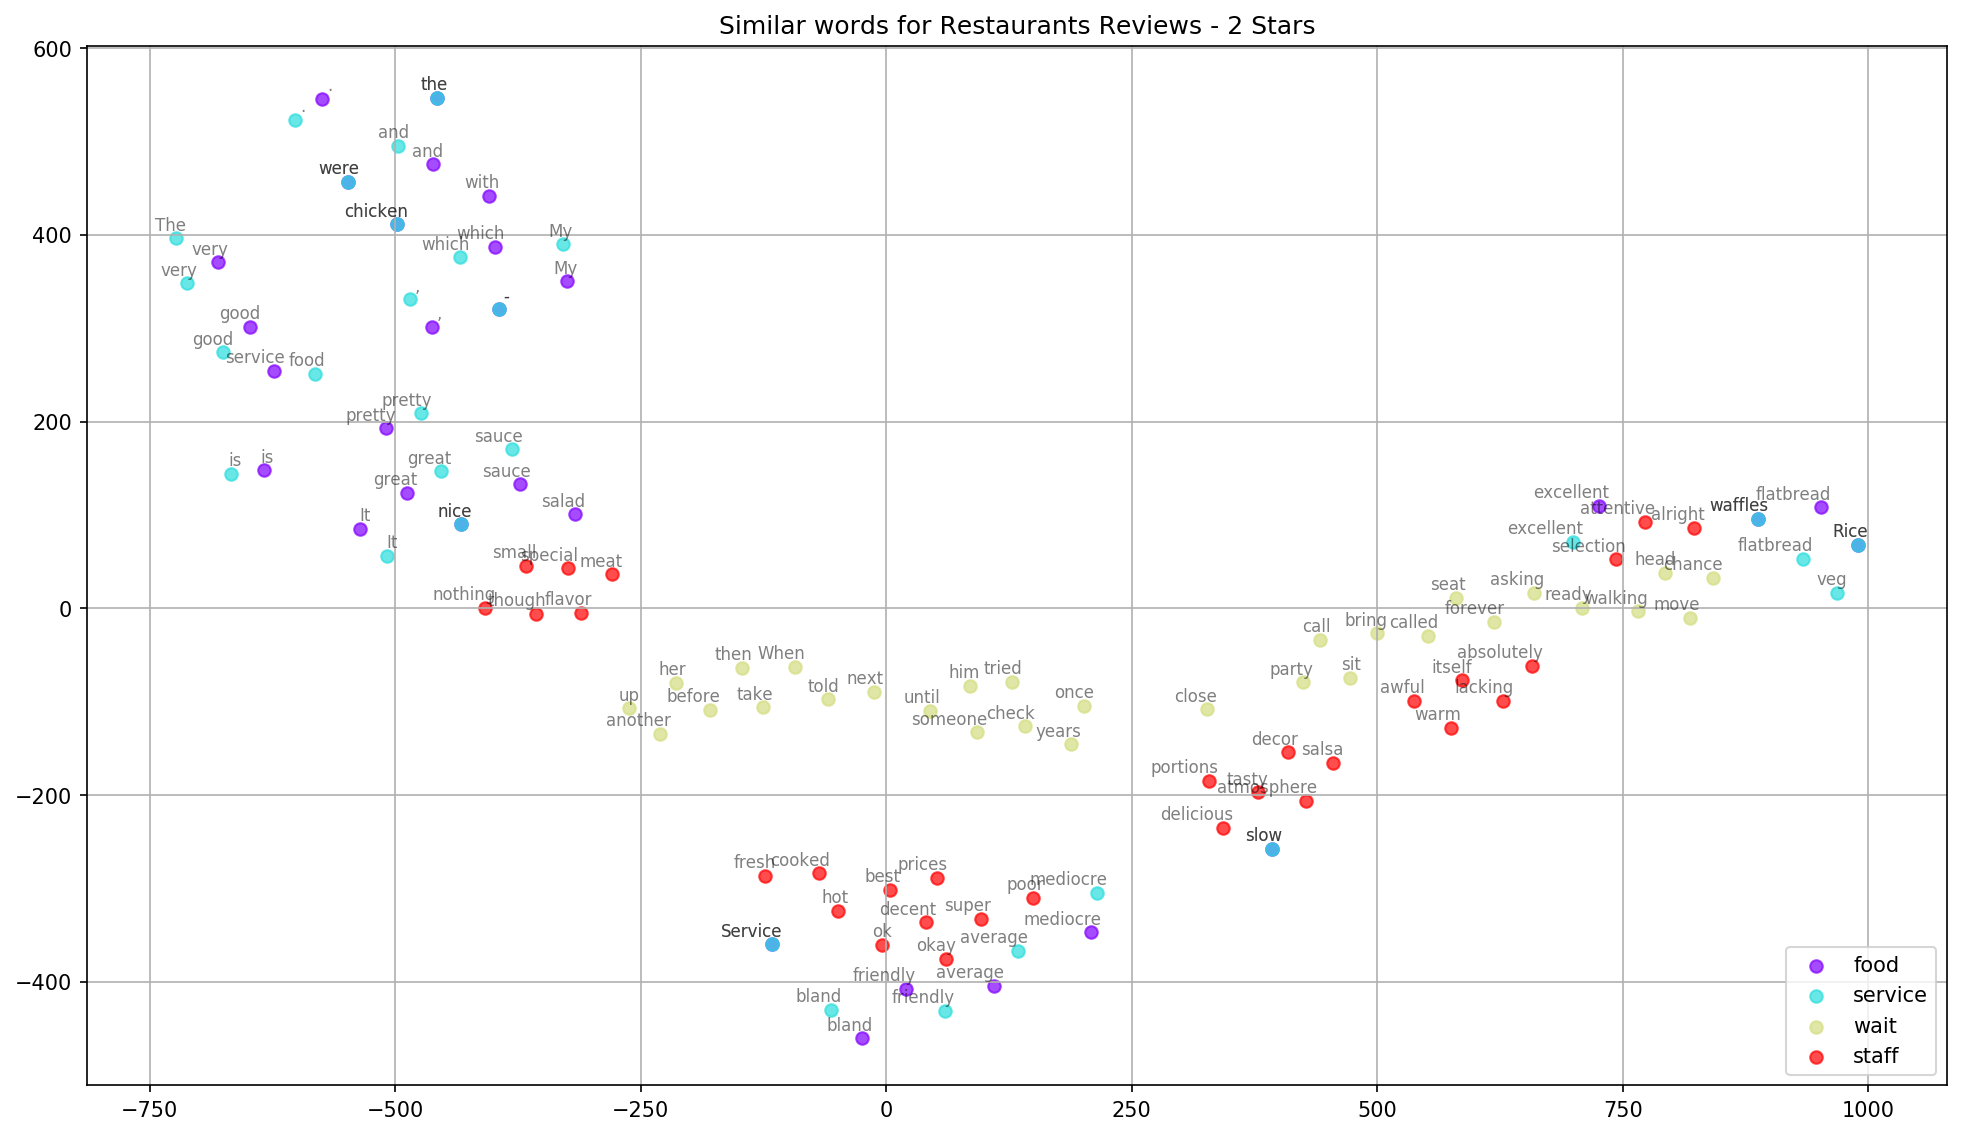 Similar words for Restaurants Reviews - 2 Stars
600
.
the
.
and
and
were
with
chicken
400
The
which
My
very
which
very
My
,
-
good
,
good
service
food
200
pretty
pretty
sauce
is
is
great
sauce
great
salad
nice
It
It
small
special
meat
nothing
though
flavor
0
excellent
attentive
alright
waffles
flatbread
excellent
selection
Rice
head
chance
flatbread
seat
asking
ready
walking
move
veg
forever
call
bring
called
party
sit
absolutely
itself
awful
lacking
warm
then
When
her
up
before
take
told
next
another
him
tried
until
once
someone
check
years
close
decor
salsa
portions
tasty
atmosphere
-200
delicious
slow
fresh
cooked
prices
best
poor
mediocre
hot
decent
super
mediocre
Service
ok
okay
average
-400
friendly
average
bland
friendly
bland
food
service
wait
staff
-750
-500
-250
0
250
500
750
1000